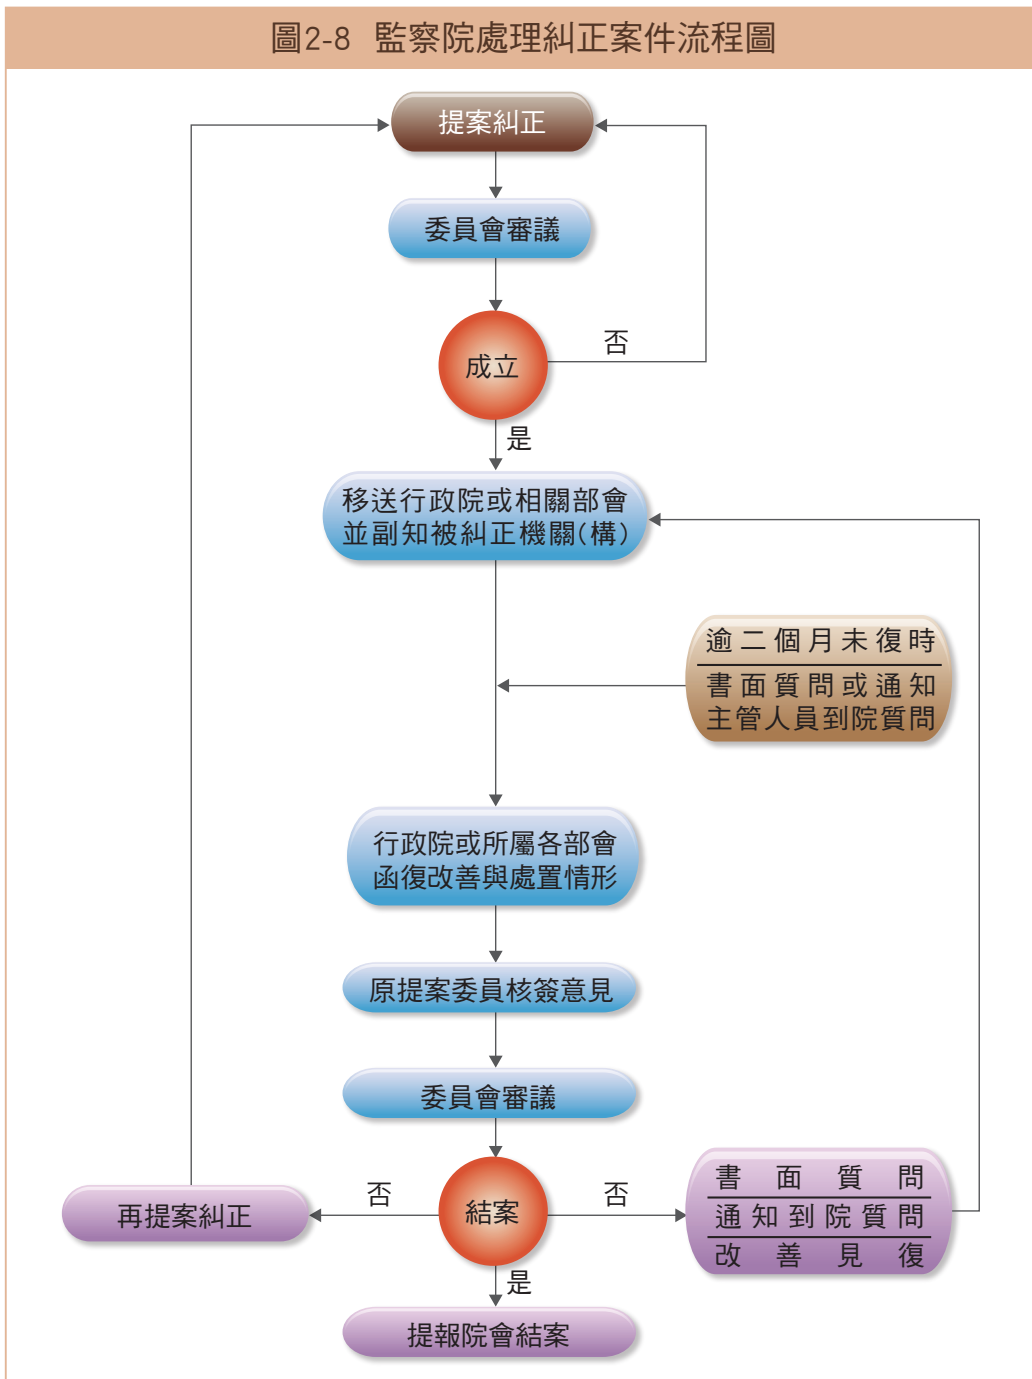 圖2-8 監察院處理糾正案件流程圖
提案糾正
委員會審議
成立
否
是
移送行政院或相關部會
並副知被糾正機關(構)
逾二個月未復時
書面質問或通知
主管人員到院質問
行政院或所屬各部會
函復改善與處置情形
原提案委員核簽意見
委員會審議
結案
否
否
再提案糾正
書面質問
通知到院質問
改善見復
是
提報院會結案